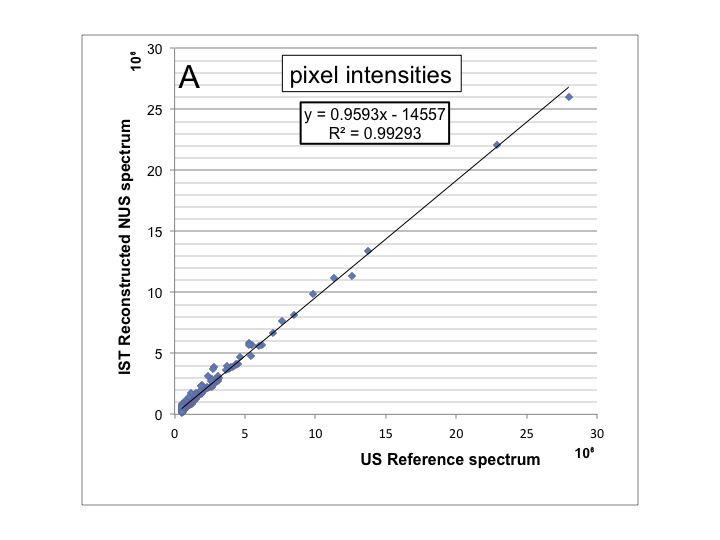 A
pixel intensities
y = 0.9593x - 14557
R² = 0.99293
10⁶
30
25
20
15
10
5
0
IST Reconstructed NUS spectrum
0 5 10 15 20 25 30
US Reference spectrum
10⁶